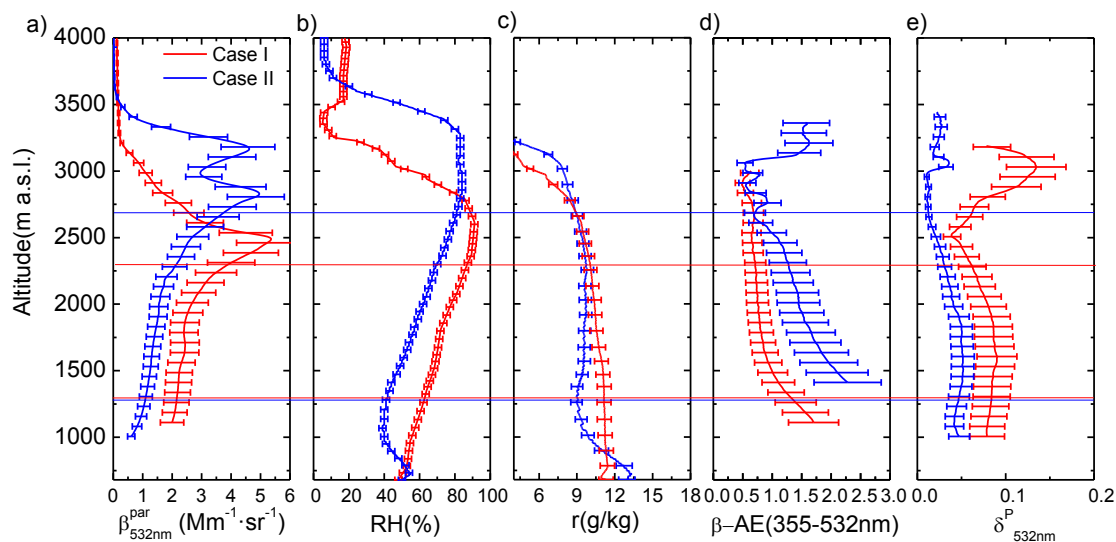 a) b) c) d) e)
4000
3500
3000
2500
2000
1500
1000
Altitude(m a.s.l.)
Case I
Case II
0 1 2 3 4 5 6
0 20 40 60 80 100
4 9 13 18
0.0 0.5 1.0 1.5 2.0 2.5 3.0
0.0 0.1 0.2
β^par_532nm (Mm^-1·sr^-1)
RH(%)
r(g/kg)
β–AE(355-532nm)
δ^P_532nm